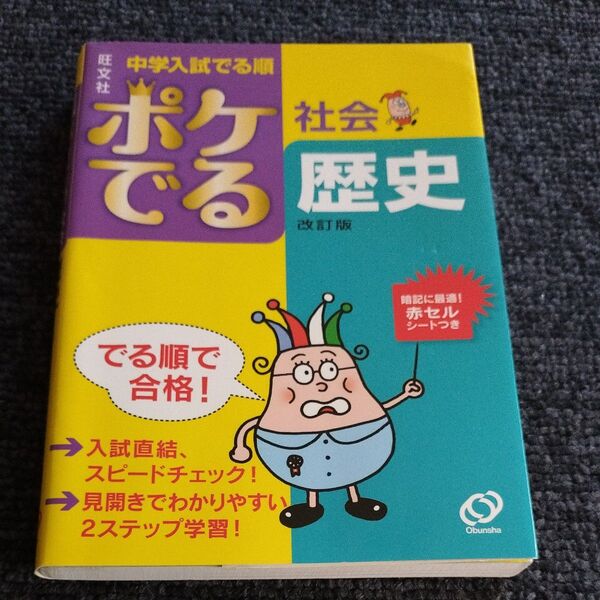 旺文社
中学入試でる順
ポケ
でる
社会
歴史
改訂版
暗記に最適!
赤セル
シートつき
でる順で
合格!
入試直結、
スピードチェック!
見開きでわかりやすい
2ステップ学習!
Obunsha